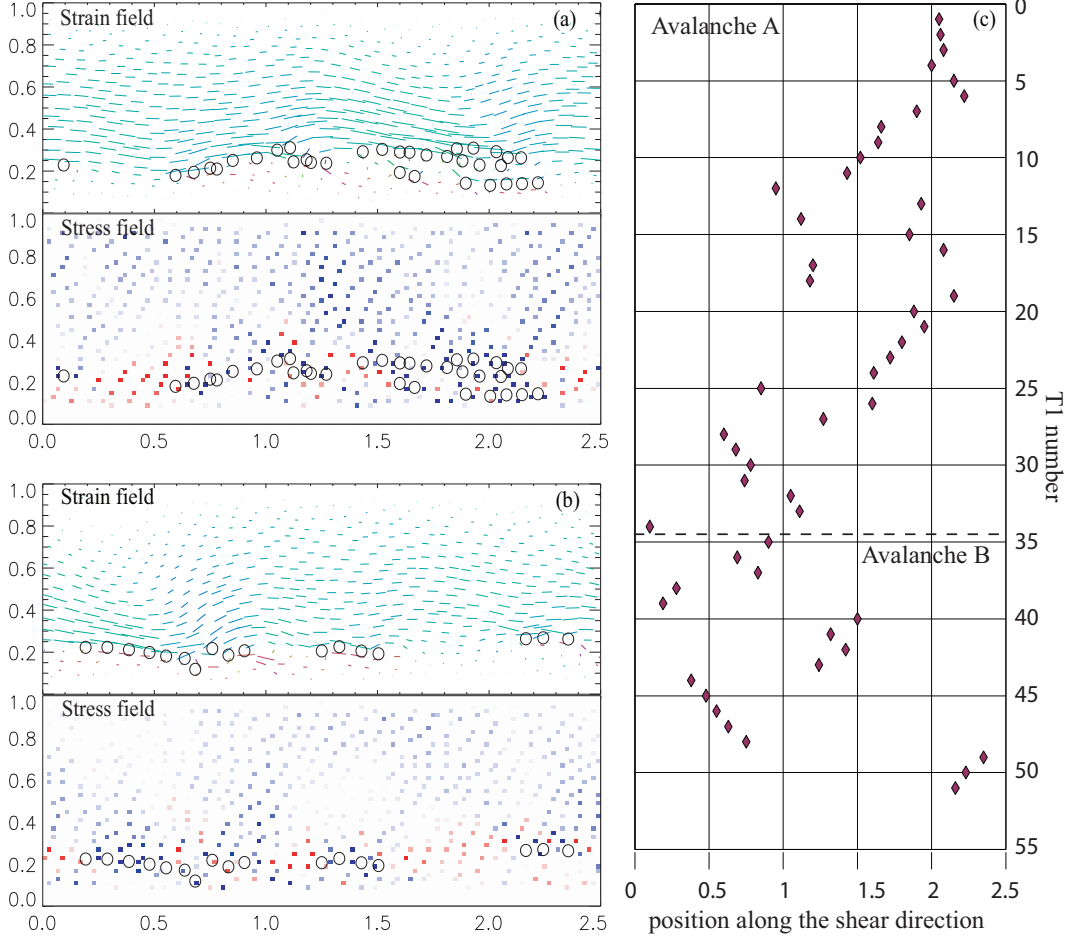 Strain field
(a)
1.0
0.8
0.6
0.4
0.2
Stress field
1.0
0.8
0.6
0.4
0.2
0.0
0.0 0.5 1.0 1.5 2.0 2.5
Strain field
(b)
1.0
0.8
0.6
0.4
0.2
Stress field
1.0
0.8
0.6
0.4
0.2
0.0
0.0 0.5 1.0 1.5 2.0 2.5
Avalanche A
(c)
0
5
10
15
20
25
30
35
40
45
50
55
T1 number
Avalanche B
0 0.5 1 1.5 2 2.5
position along the shear direction